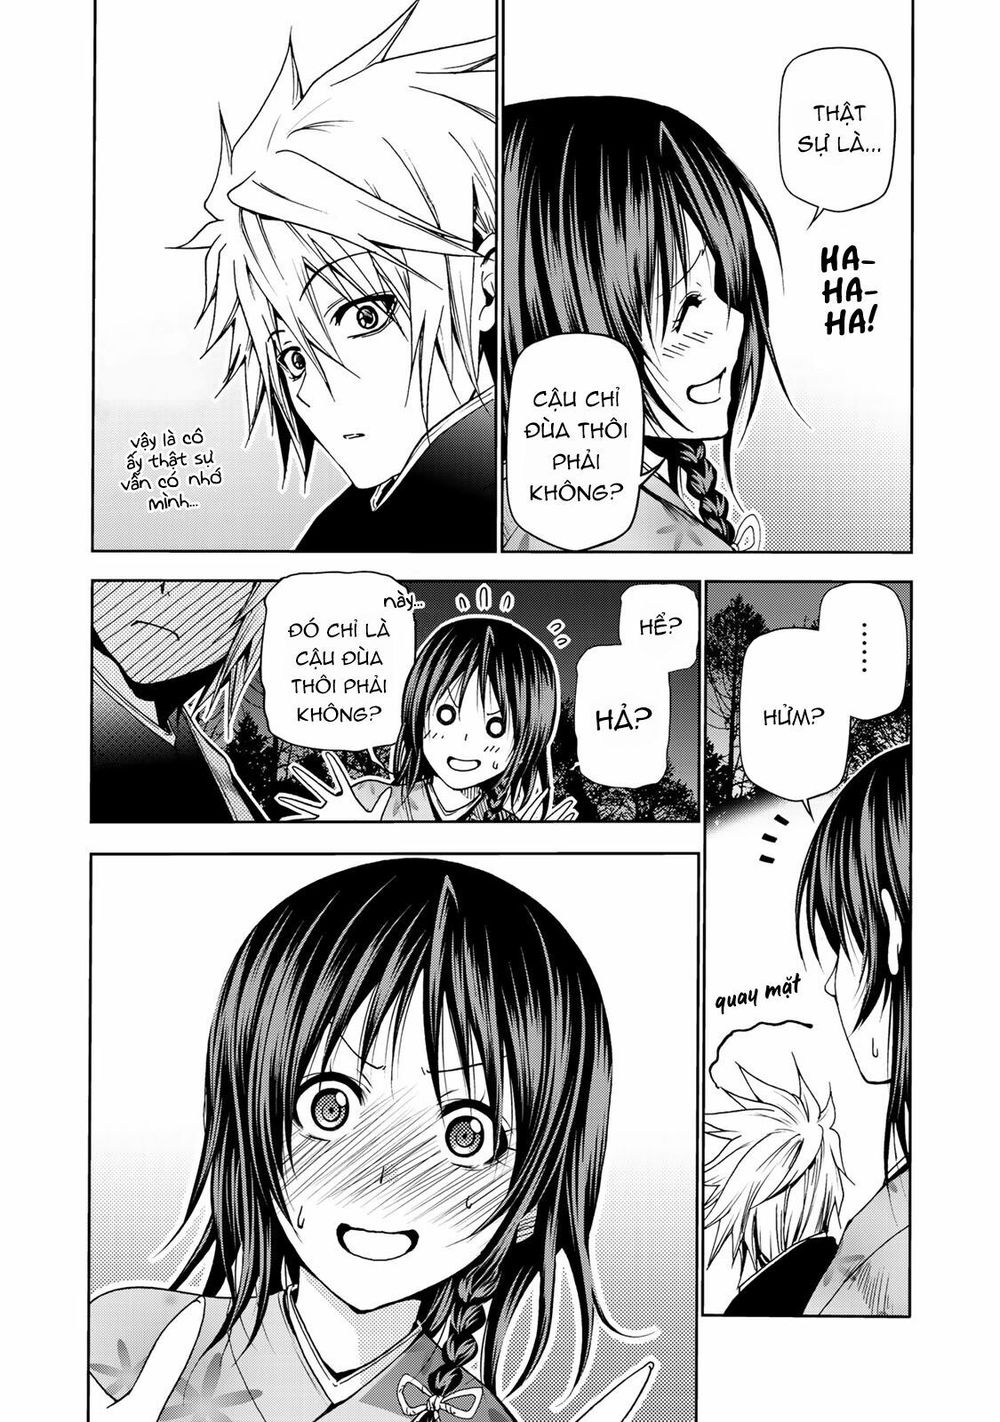 THẬT
SỰ LÀ...
HA-
HA-
HA!
CẬU CHỈ
ĐÙA THÔI
PHẢI
KHÔNG?
vậy là cô
ấy thật sự
vẫn có nhớ
mình...
........
HỬM?
quay mặt
HỂ?
HẢ?
này...
ĐÓ CHỈ LÀ
CẬU ĐÙA
THÔI PHẢI
KHÔNG?